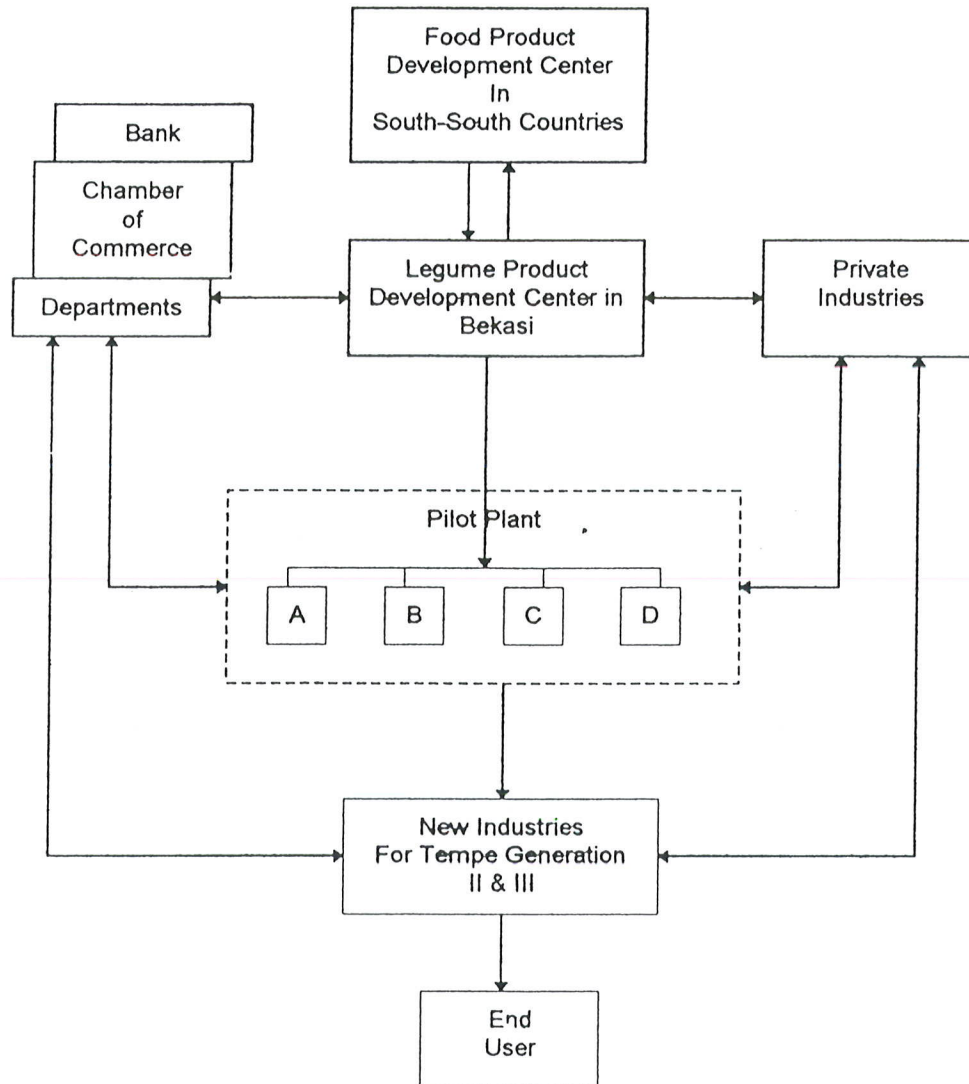 Food Product
Development Center
In
South-South Countries
Bank
Chamber
of
Commerce
Departments
Legume Product
Development Center in
Bekasi
Private
Industries
Pilot Plant
A
B
C
D
New Industries
For Tempe Generation
II & III
End
User